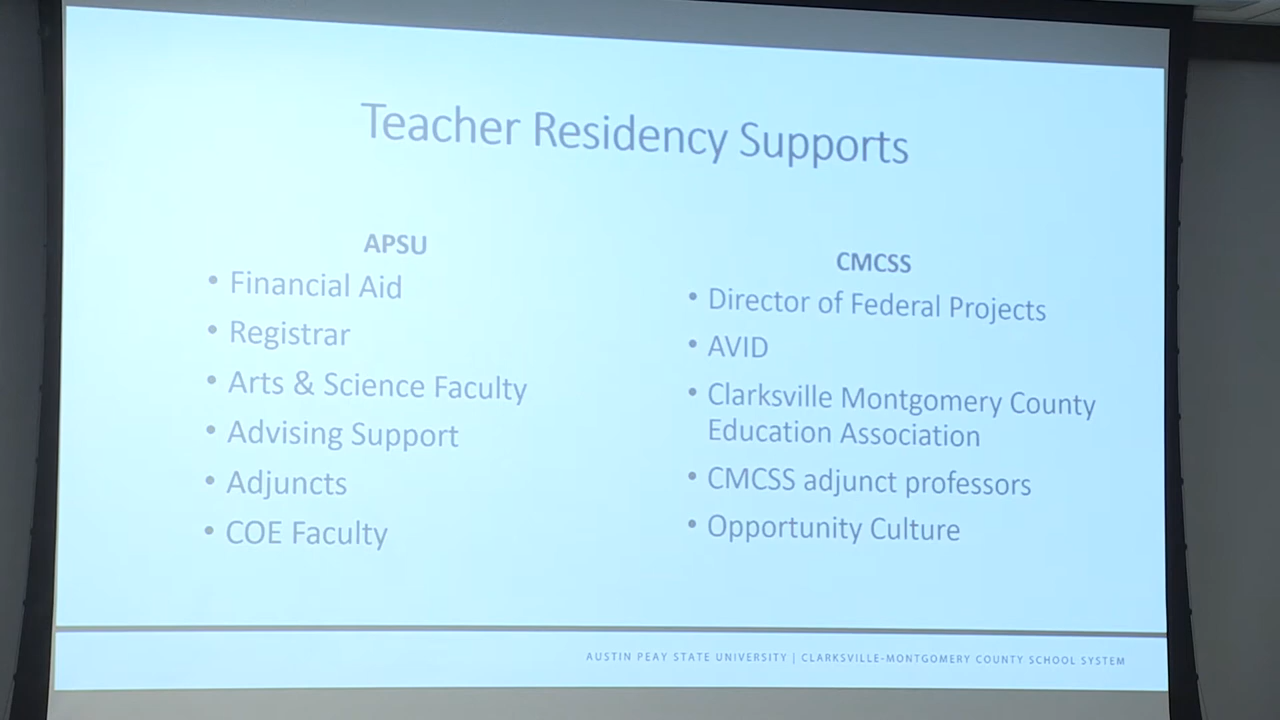 Teacher Residency Supports
APSU
• Financial Aid
• Registrar
• Arts & Science Faculty
• Advising Support
• Adjuncts
• COE Faculty
CMCSS
• Director of Federal Projects
• AVID
• Clarksville Montgomery County
Education Association
• CMCSS adjunct professors
• Opportunity Culture
AUSTIN PEAY STATE UNIVERSITY | CLARKSVILLE-MONTGOMERY COUNTY SCHOOL SYSTEM